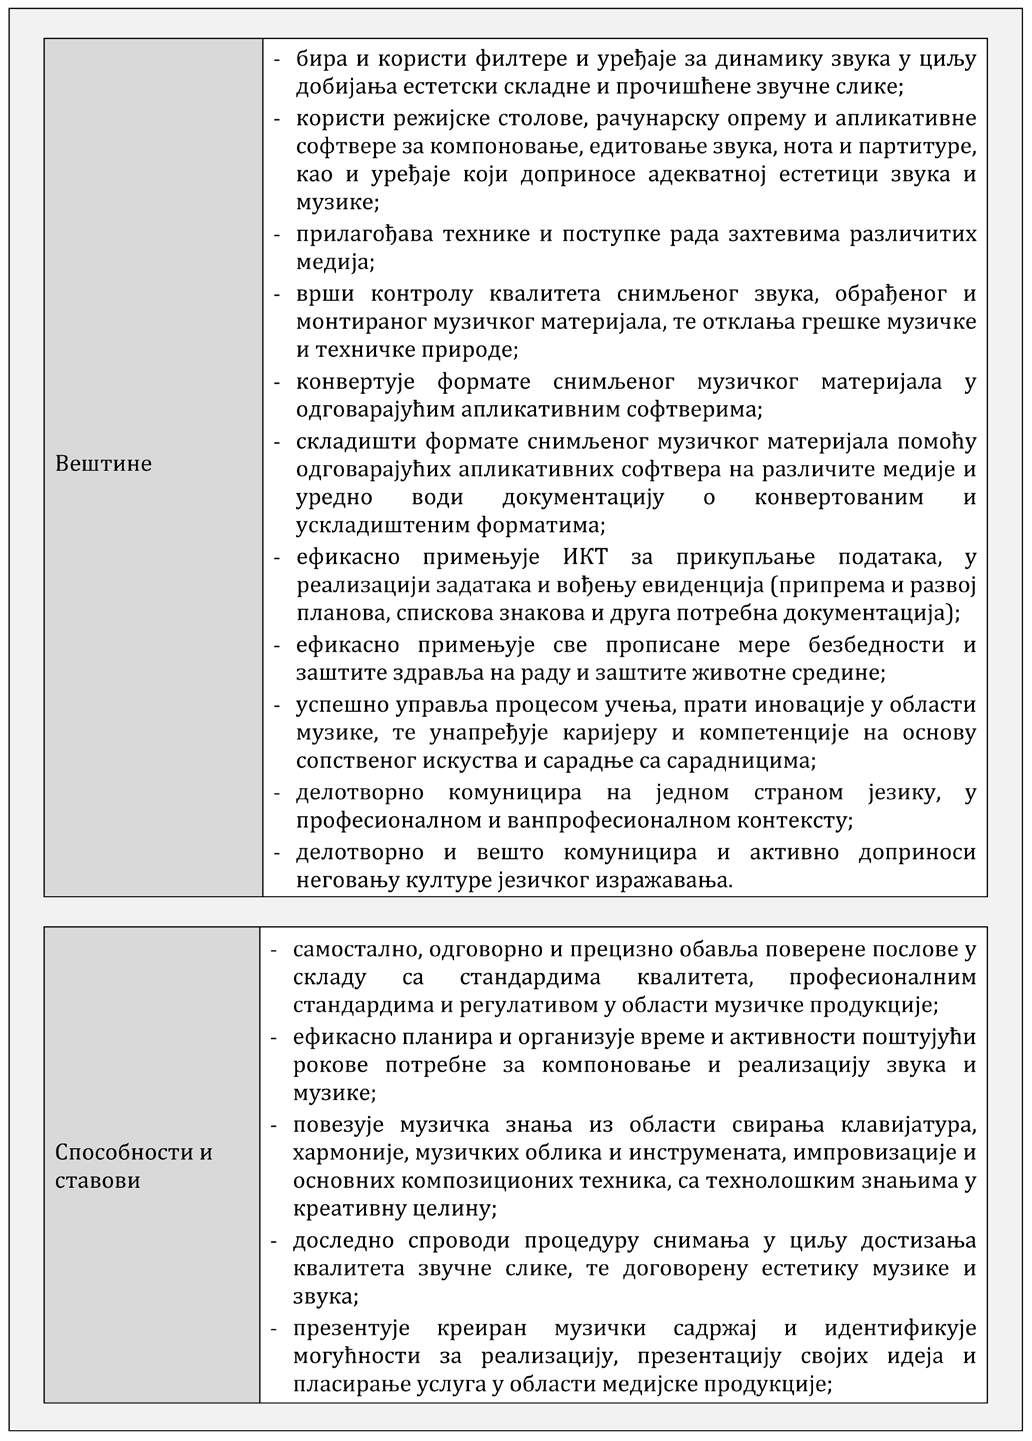 - бира и користи филтере и уређаје за динамику звука у циљу
добијања естетски складне и прочишћене звучне слике;
- користи режијске столове, рачунарску опрему и апликативне
софтвере за компоновање, едитовање звука, нота и партитуре,
као и уређаје који доприносе адекватној естетици звука и
музике;
- прилагођава технике и поступке рада захтевима различитих
медија;
- врши контролу квалитета снимљеног звука, обрађеног и
монтираног музичког материјала, те отклања грешке музичке
и техничке природе;
- конвертује формате снимљеног музичког материјала у
одговарајућим апликативним софтверима;
- складишти формате снимљеног музичког материјала помоћу
Вештине
одговарајућих апликативних софтвера на различите медије и
уредно води документацију о конвертованим и
ускладиштеним форматима;
- ефикасно примењује ИКТ за прикупљање података, у
реализацији задатака и вођењу евиденција (припрема и развој
планова, спискова знакова и друга потребна документација);
- ефикасно примењује све прописане мере безбедности и
заштите здравља на раду и заштите животне средине;
- успешно управља процесом учења, прати иновације у области
музике, те унапређује каријеру и компетенције на основу
сопственог искуства и сарадње са сарадницима;
- делотворно комуницира на једном страном језику, у
професионалном и ванпрофесионалном контексту;
- делотворно и вешто комуницира и активно доприноси
неговању културе језичког изражавања.
- самостално, одговорно и прецизно обавља поверене послове у
складу са стандардима квалитета, професионалним
стандардима и регулативом у области музичке продукције;
- ефикасно планира и организује време и активности поштујући
рокове потребне за компоновање и реализацију звука и
музике;
- повезује музичка знања из области свирања клавијатура,
Способности и
ставови
хармоније, музичких облика и инструмената, импровизације и
основних композиционих техника, са технолошким знањима у
креативну целину;
- доследно спроводи процедуру снимања у циљу достизања
квалитета звучне слике, те договорену естетику музике и
звука;
- презентује креиран музички садржај и идентификује
могућности за реализацију, презентацију својих идеја и
пласирање услуга у области медијске продукције;